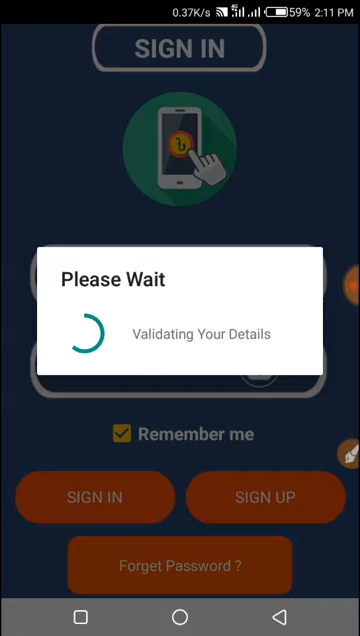 0.37K/s 4G 59% 2:11 PM
SIGN IN
৳
Please Wait
Validating Your Details
Remember me
SIGN IN SIGN UP
Forget Password ?